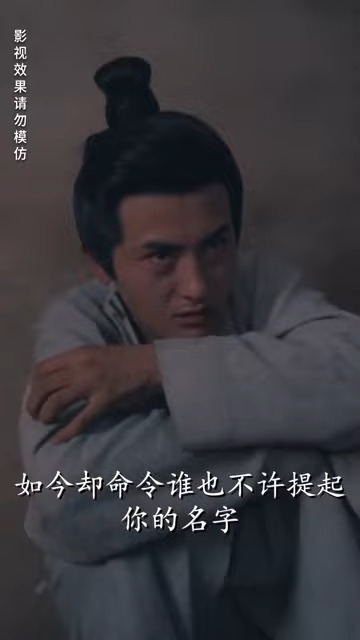 影视效果请勿模仿
如今却命令谁也不许提起
你的名字